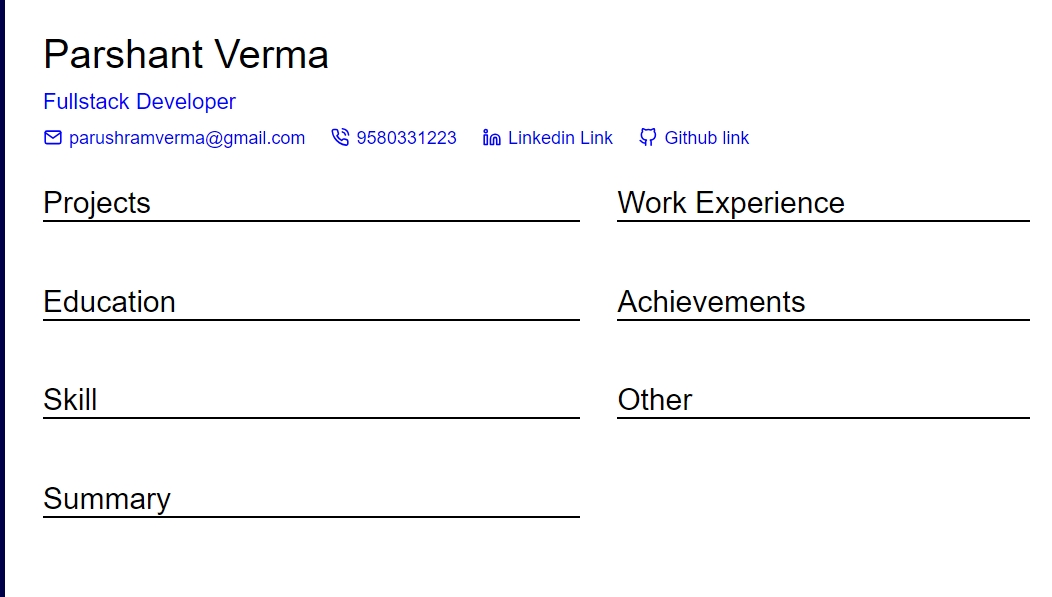 Parshant Verma
Fullstack Developer
parushramverma@gmail.com 9580331223 Linkedin Link Github link
Projects
Work Experience
Education
Achievements
Skill
Other
Summary